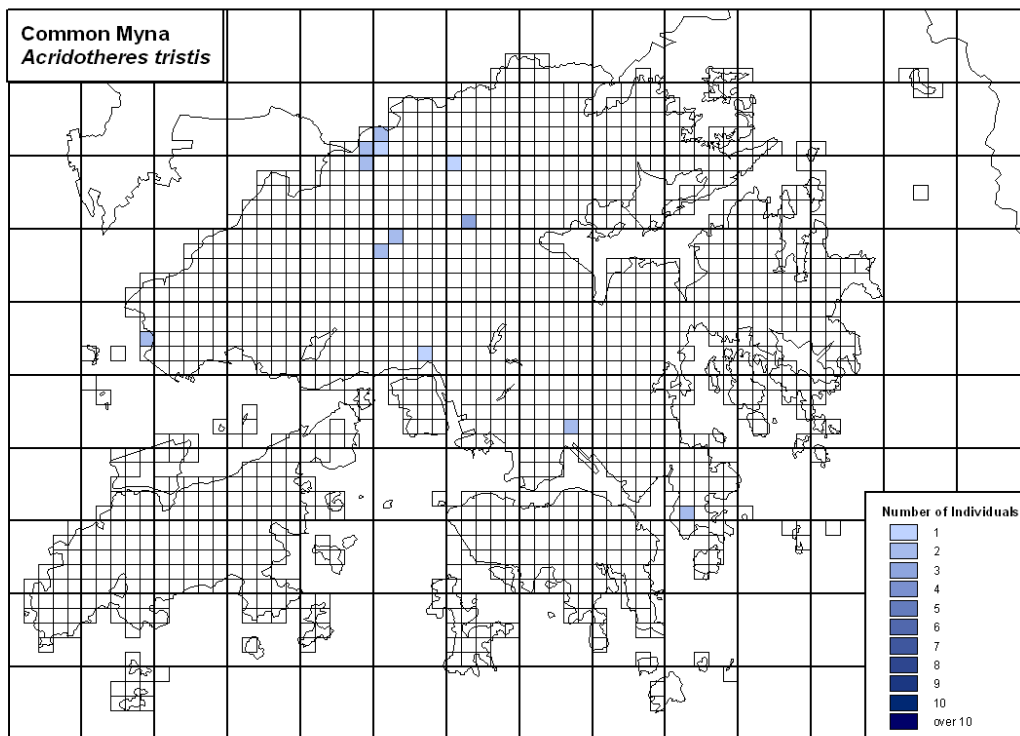 Common Myna
Acridotheres tristis
Number of Individuals
1
2
3
4
5
6
7
8
9
10
over 10